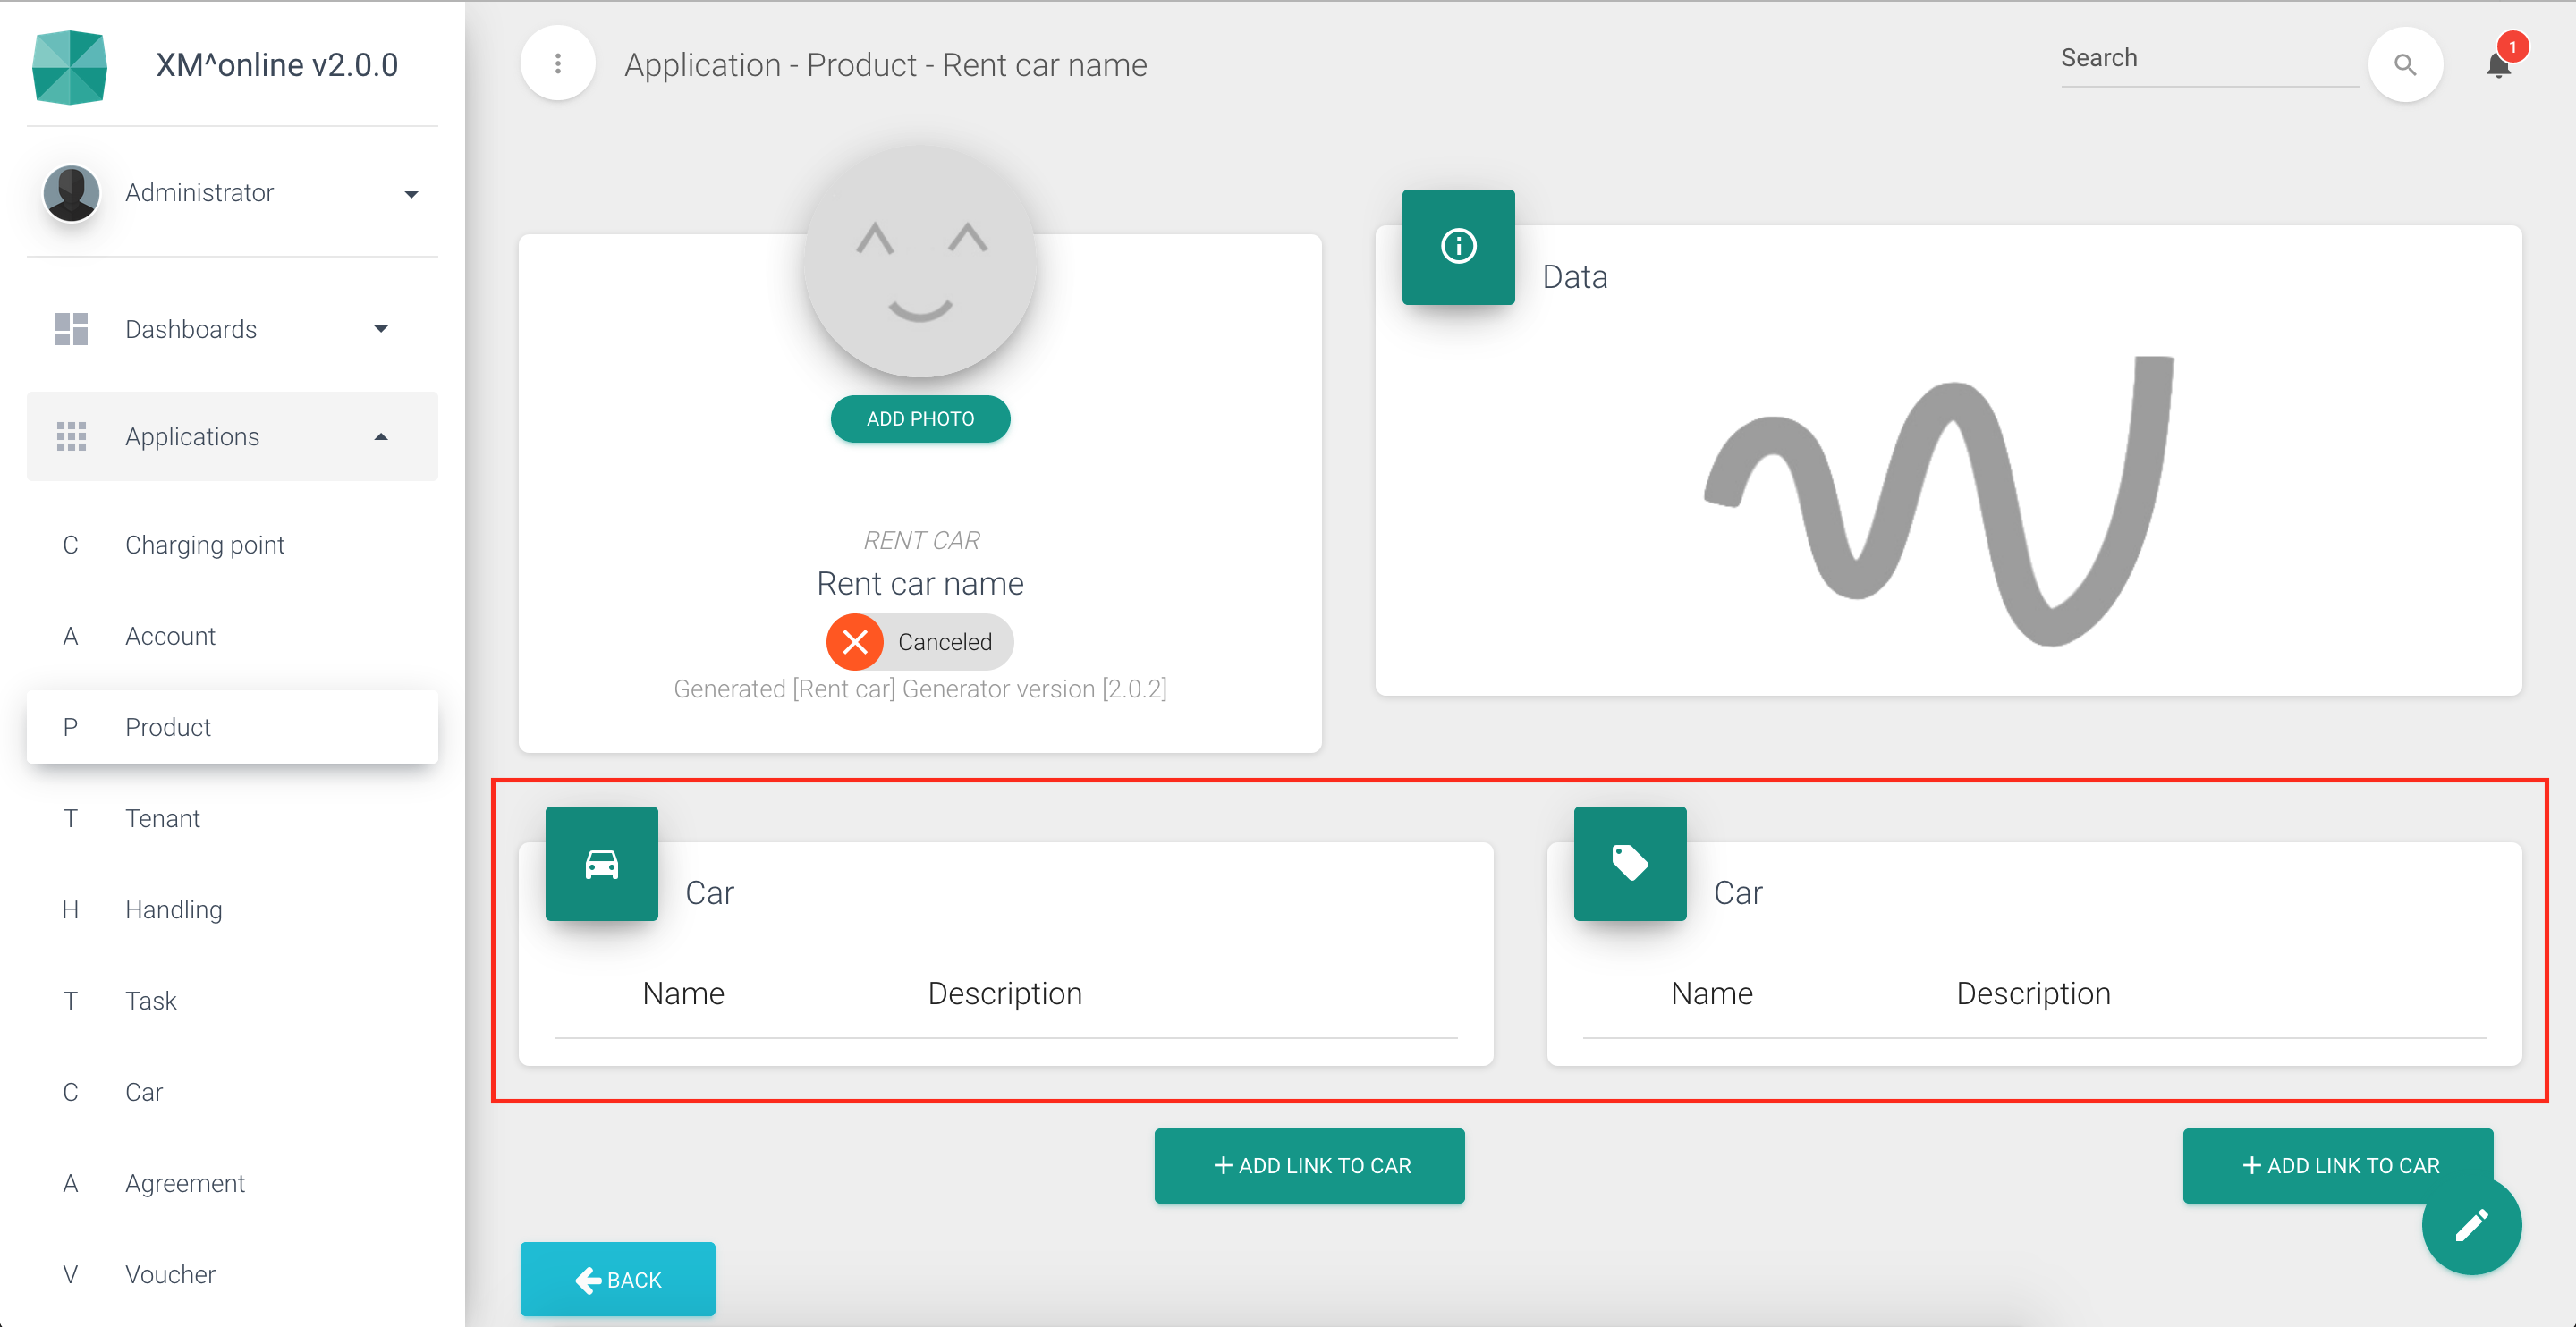 XM^online v2.0.0
Application - Product - Rent car name
Search
1
Administrator
Dashboards
Applications
C Charging point
A Account
P Product
T Tenant
H Handling
T Task
C Car
A Agreement
V Voucher
ADD PHOTO
RENT CAR
Rent car name
Canceled
Generated [Rent car] Generator version [2.0.2]
Data
Car
Name Description
Car
Name Description
+ ADD LINK TO CAR
+ ADD LINK TO CAR
BACK